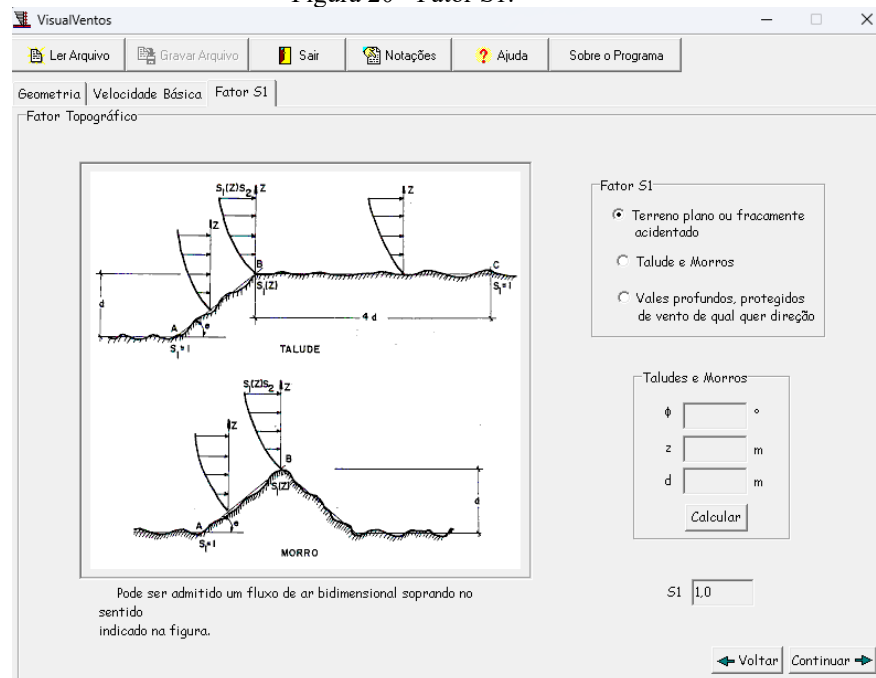 Figura 20 - Fator S1.
VisualVentos
Ler Arquivo Gravar Arquivo Sair Notações ? Ajuda Sobre o Programa
Geometria Velocidade Básica Fator S1
Fator Topográfico
S₁(Z)S₂ Z
Z
Z
B
S₁(Z)
C
S₁=1
d
4 d
A
θ
S₁=1
TALUDE
S₁(Z)S₂ Z
Z
B
S₁(Z)
d
A
θ
S₁=1
MORRO
Pode ser admitido um fluxo de ar bidimensional soprando no
sentido
indicado na figura.
Fator S1
Terreno plano ou fracamente
acidentado
Talude e Morros
Vales profundos, protegidos
de vento de qual quer direção
Taludes e Morros
ϕ °
z m
d m
Calcular
S1 1,0
Voltar Continuar